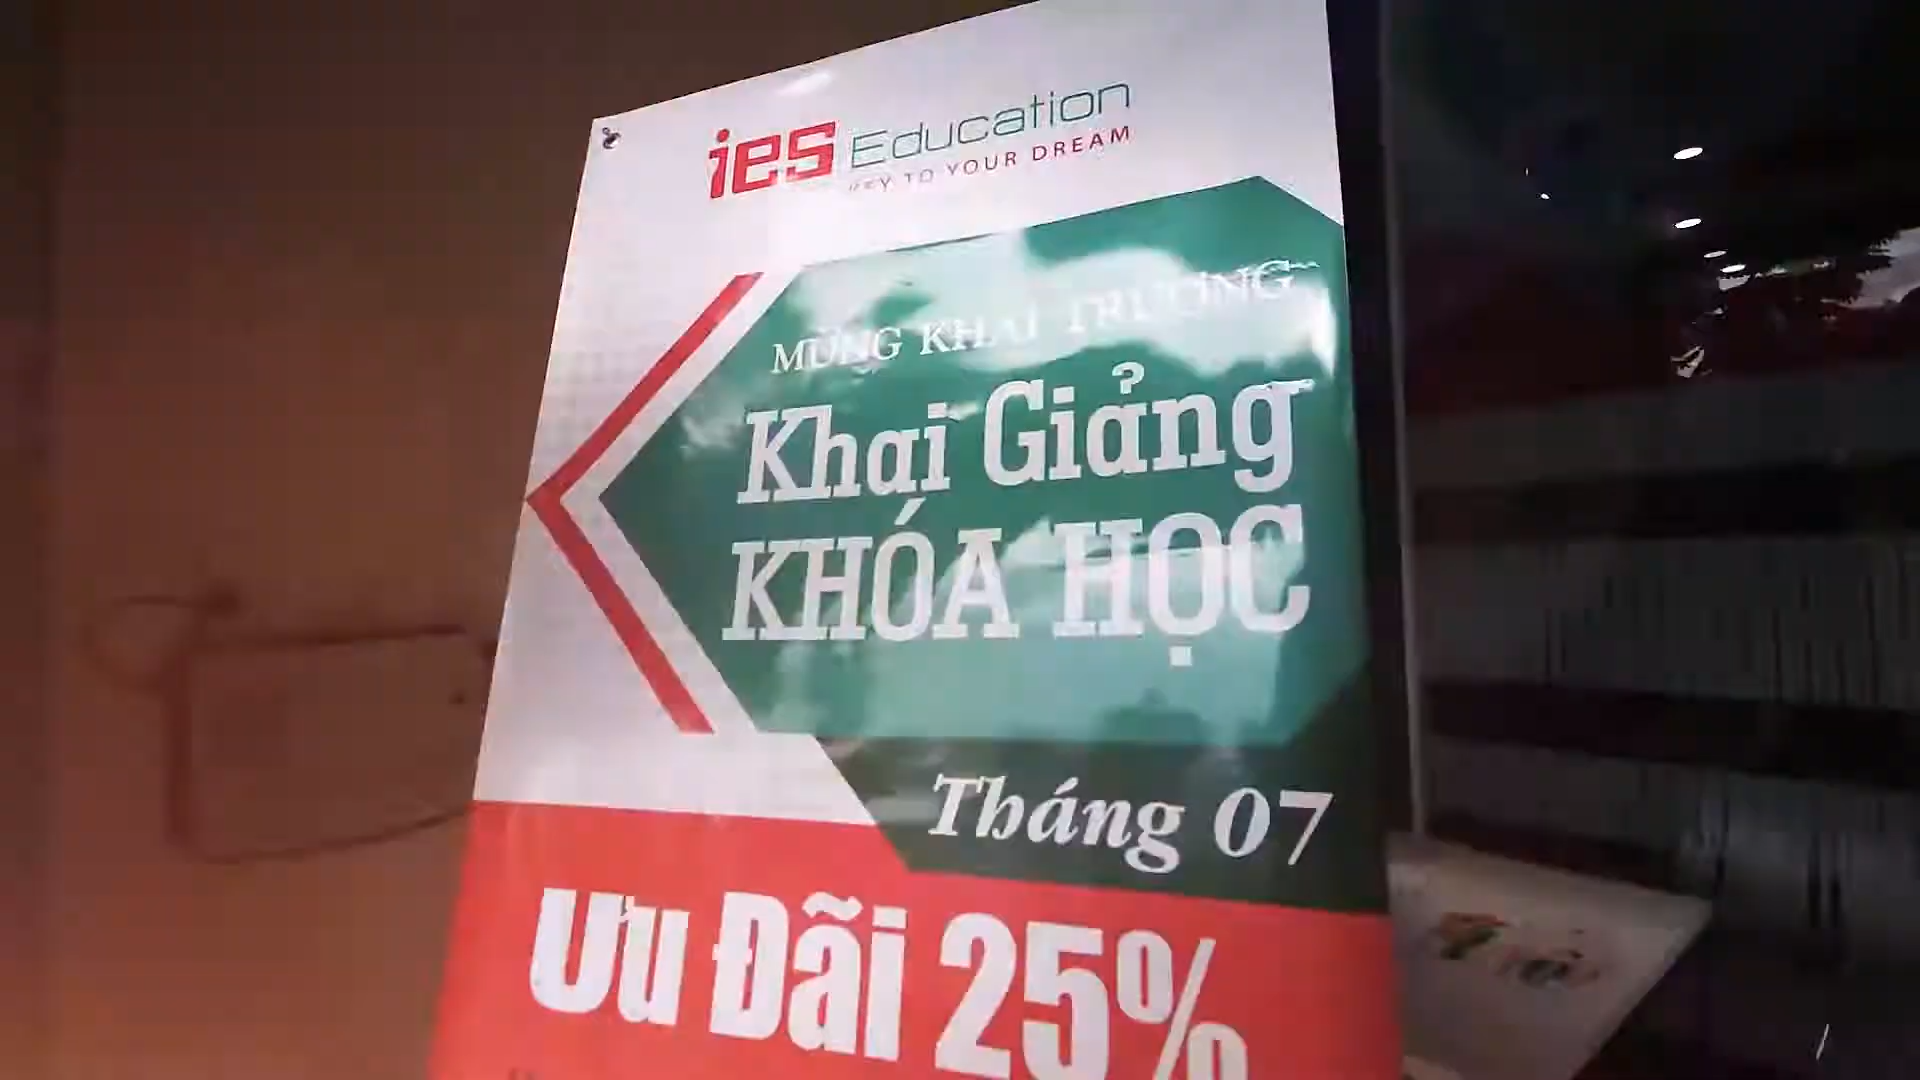 ies Education
KEY TO YOUR DREAM
MỪNG KHAI TRƯƠNG
Khai Giảng
KHÓA HỌC
Tháng 07
Ưu Đãi 25%